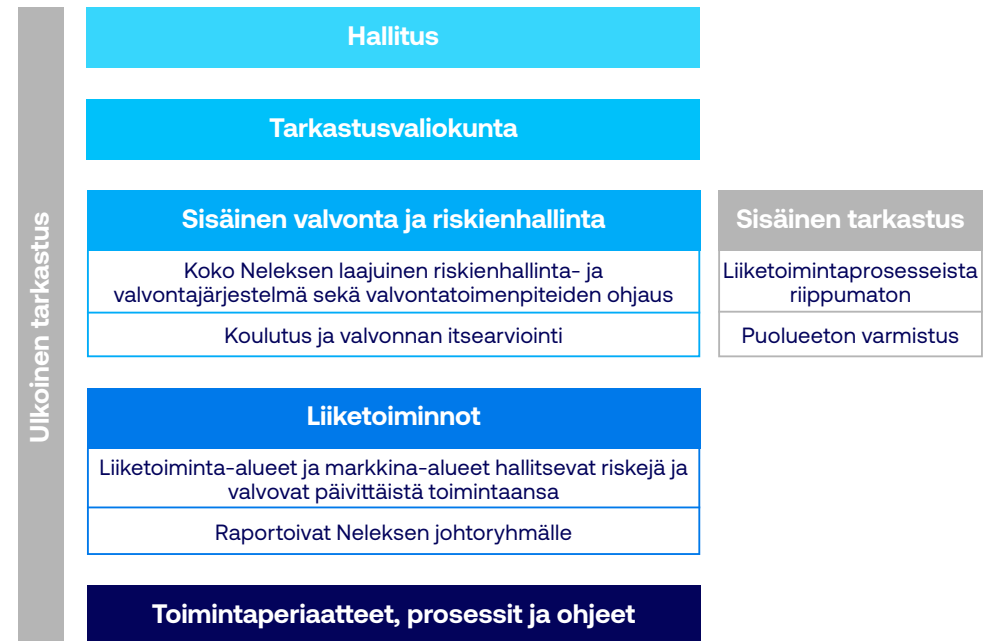 Ulkoinen tarkastus
Hallitus
Tarkastusvaliokunta
Sisäinen valvonta ja riskienhallinta
Koko Neleksen laajuinen riskienhallinta- ja
valvontajärjestelmä sekä valvontatoimenpiteiden ohjaus
Koulutus ja valvonnan itsearviointi
Sisäinen tarkastus
Liiketoimintaprosesseista
riippumaton
Puolueeton varmistus
Liiketoiminnot
Liiketoiminta-alueet ja markkina-alueet hallitsevat riskejä ja
valvovat päivittäistä toimintaansa
Raportoivat Neleksen johtoryhmälle
Toimintaperiaatteet, prosessit ja ohjeet